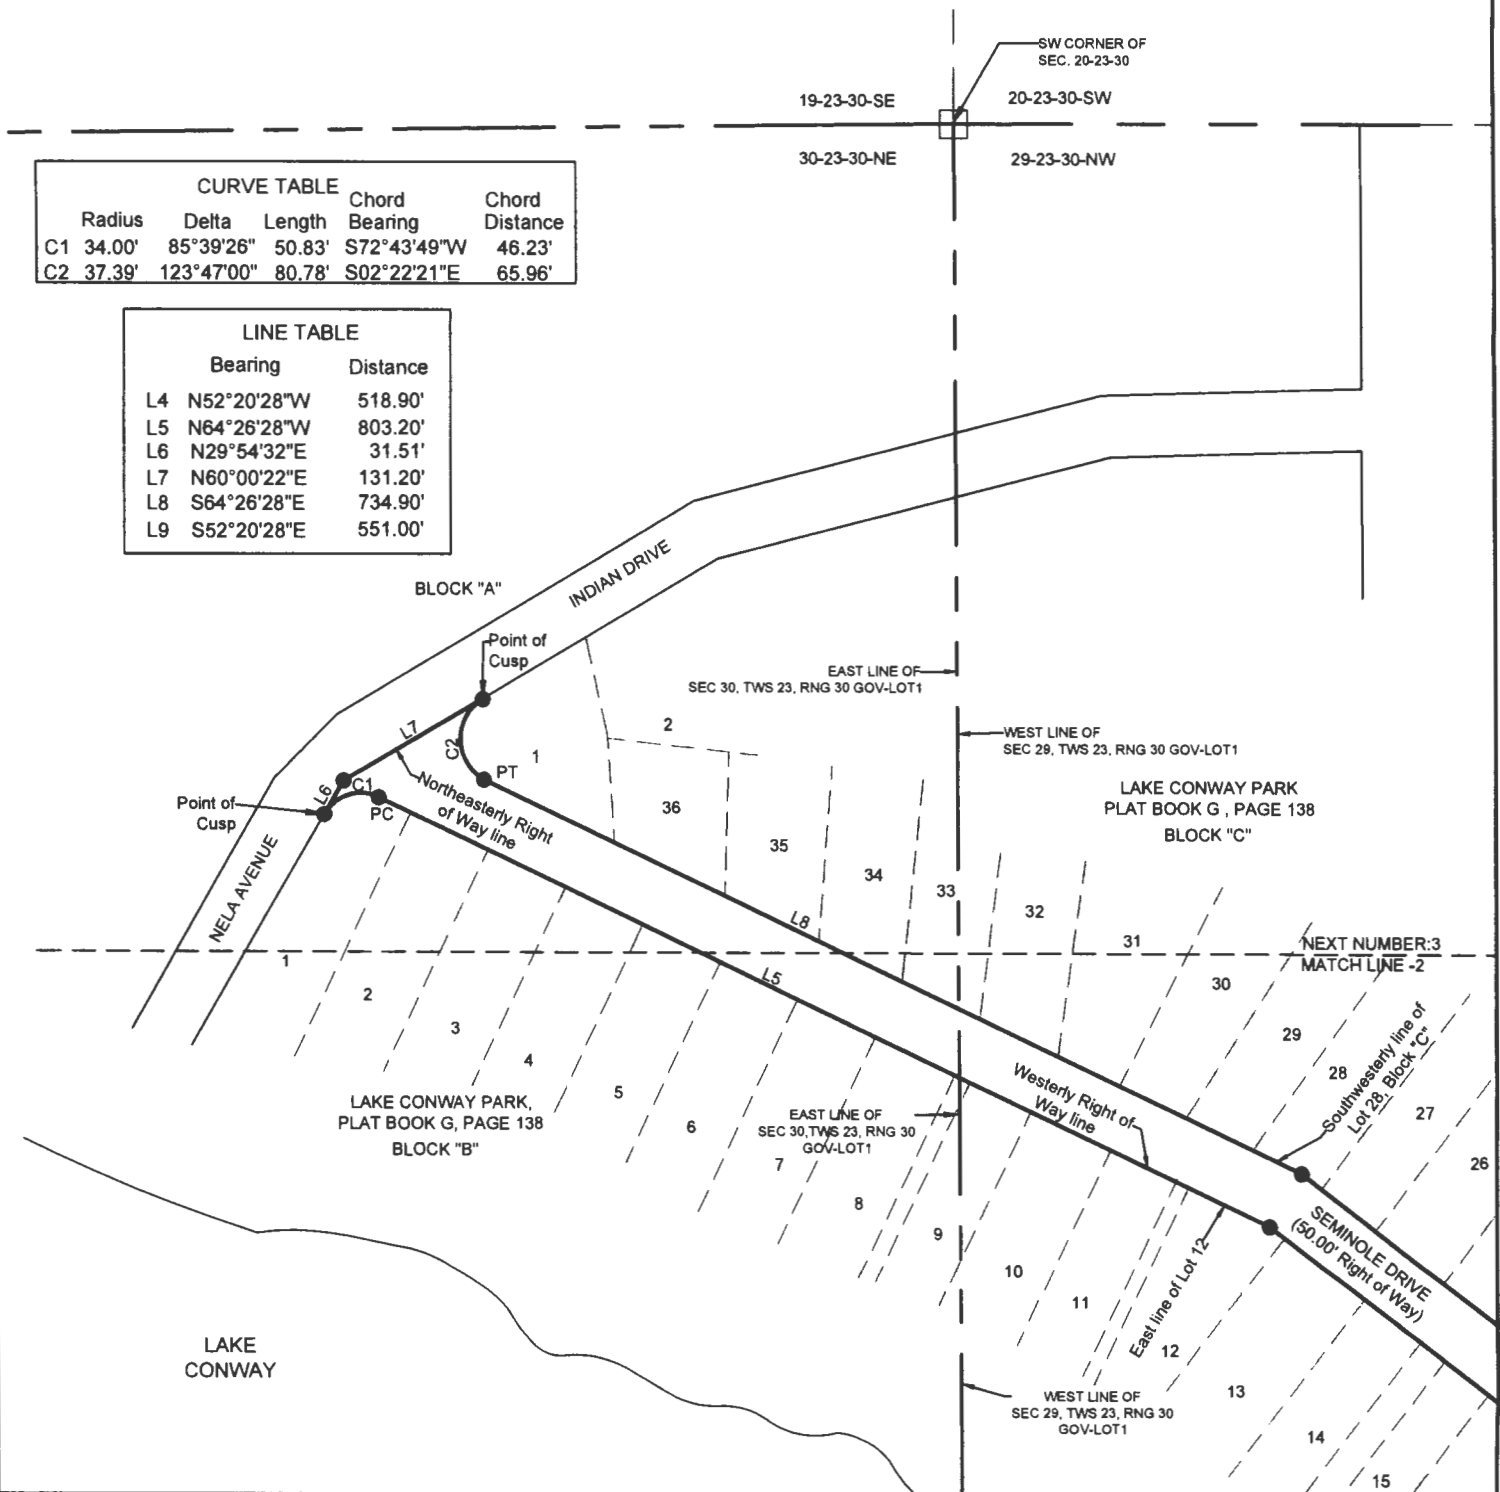 SW CORNER OF
SEC. 20-23-30
19-23-30-SE
20-23-30-SW
30-23-30-NE
29-23-30-NW
CURVE TABLE
Radius Delta Length Chord Bearing Chord Distance
C1 34.00' 85°39'26" 50.83' S72°43'49"W 46.23'
C2 37.39' 123°47'00" 80.78' S02°22'21"E 65.96'
LINE TABLE
Bearing Distance
L4 N52°20'28"W 518.90'
L5 N64°26'28"W 803.20'
L6 N29°54'32"E 31.51'
L7 N60°00'22"E 131.20'
L8 S64°26'28"E 734.90'
L9 S52°20'28"E 551.00'
BLOCK "A"
INDIAN DRIVE
Point of
Cusp
EAST LINE OF
SEC 30, TWS 23, RNG 30 GOV-LOT1
WEST LINE OF
SEC 29, TWS 23, RNG 30 GOV-LOT1
L7
C2
1
2
PT
L6
C1
PC
Point of
Cusp
Northeasterly Right
of Way line
36
35
34
33
32
31
30
29
28
27
26
LAKE CONWAY PARK
PLAT BOOK G , PAGE 138
BLOCK "C"
NELA AVENUE
L8
L5
NEXT NUMBER:3
MATCH LINE -2
Southwesterly line of
Lot 28, Block "C"
Westerly Right of
Way line
1
2
3
4
5
6
7
8
9
10
11
12
13
14
15
LAKE CONWAY PARK,
PLAT BOOK G, PAGE 138
BLOCK "B"
EAST LINE OF
SEC 30,TWS 23, RNG 30
GOV-LOT1
East line of Lot 12
SEMINOLE DRIVE
(50.00' Right of Way)
LAKE
CONWAY
WEST LINE OF
SEC 29, TWS 23, RNG 30
GOV-LOT1